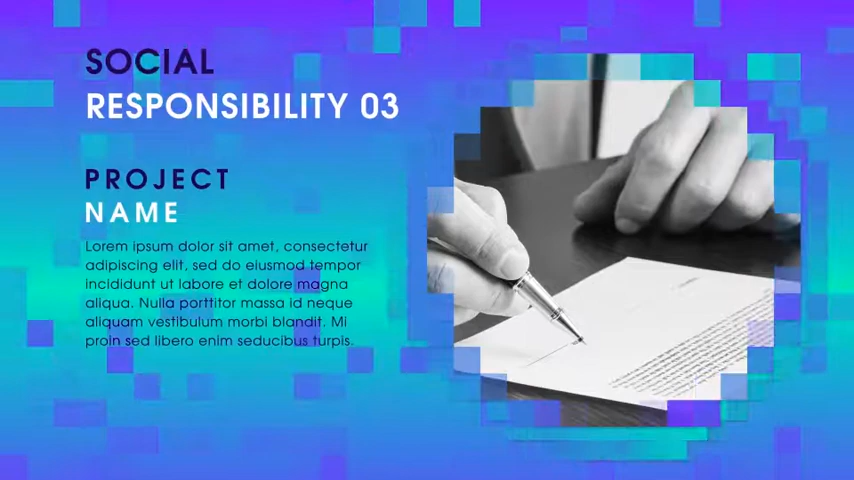 SOCIAL
RESPONSIBILITY 03
PROJECT
NAME
Lorem ipsum dolor sit amet, consectetur
adipiscing elit, sed do eiusmod tempor
incididunt ut labore et dolore magna
aliqua. Nulla porttitor massa id neque
aliquam vestibulum morbi blandit. Mi
proin sed libero enim seducibus turpis.